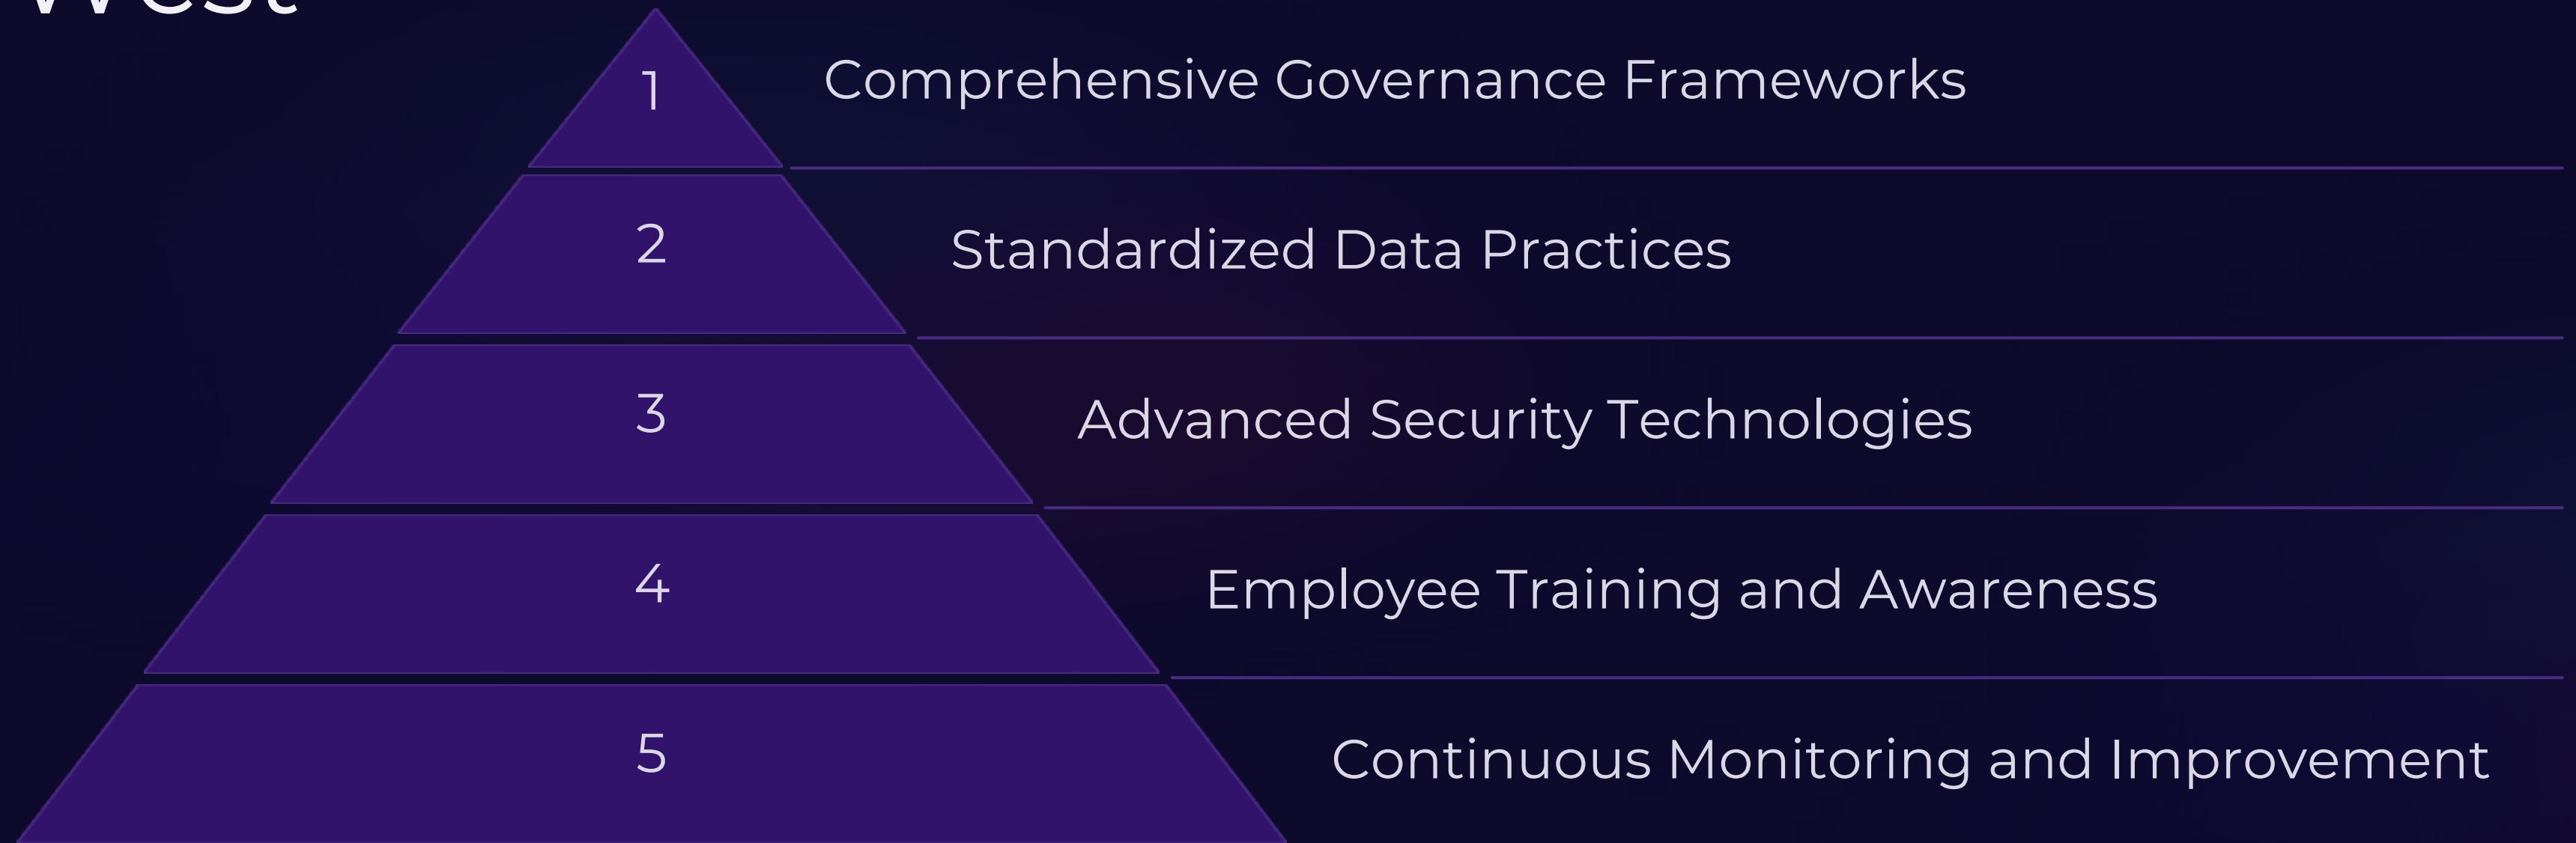 West
1
Comprehensive Governance Frameworks
2
Standardized Data Practices
3
Advanced Security Technologies
4
Employee Training and Awareness
5
Continuous Monitoring and Improvement